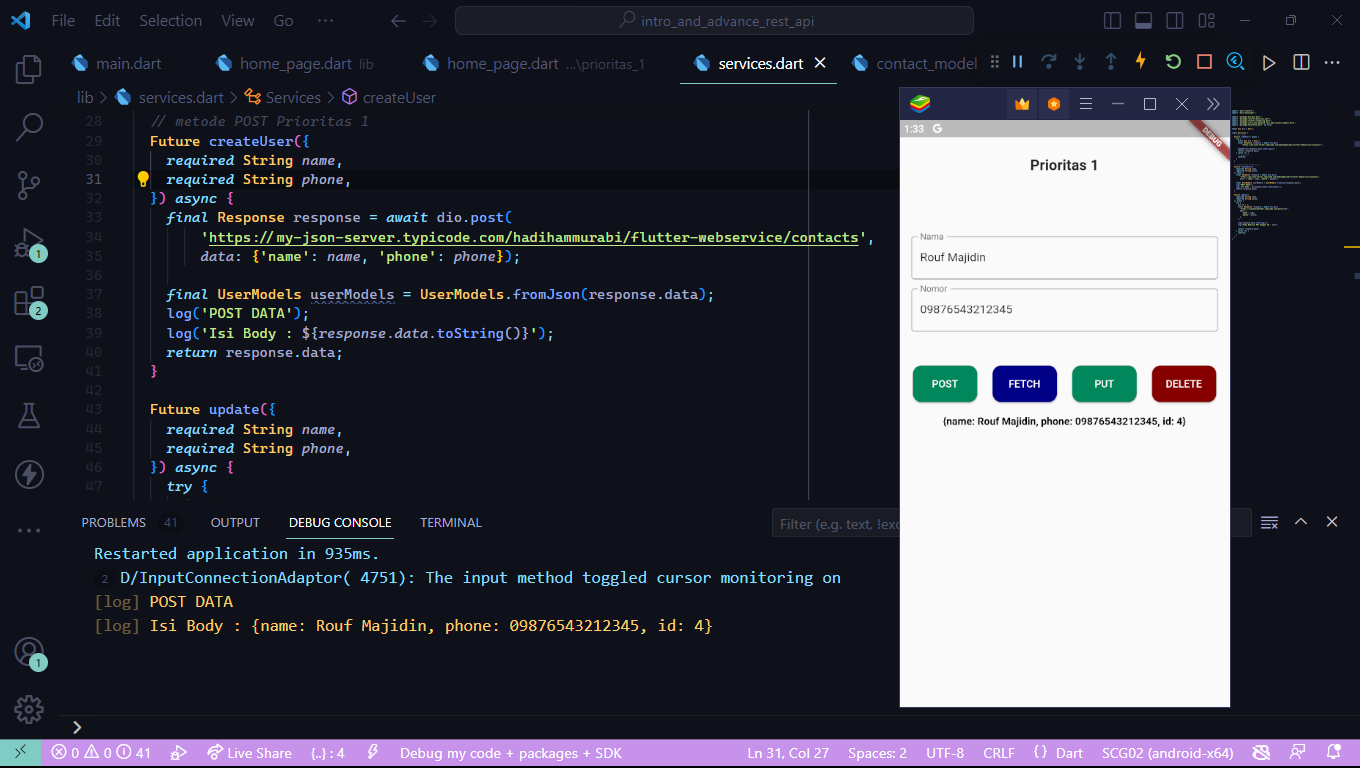 File Edit Selection View Go ··· intro_and_advance_rest_api
main.dart home_page.dart lib home_page.dart ...\prioritas_1 services.dart contact_model
lib > services.dart > Services > createUser
28 // metode POST Prioritas 1
29 Future createUser({
30 required String name,
31 required String phone,
32 }) async {
33 final Response response = await dio.post(
34 'https://my-json-server.typicode.com/hadihammurabi/flutter-webservice/contacts',
35 data: {'name': name, 'phone': phone});
36
37 final UserModels userModels = UserModels.fromJson(response.data);
38 log('POST DATA');
39 log('Isi Body : ${response.data.toString()}');
40 return response.data;
41 }
42
43 Future update({
44 required String name,
45 required String phone,
46 }) async {
47 try {
1
2
1
PROBLEMS 41 OUTPUT DEBUG CONSOLE TERMINAL
Filter (e.g. text, !exc
Restarted application in 935ms.
2 D/InputConnectionAdaptor( 4751): The input method toggled cursor monitoring on
[log] POST DATA
[log] Isi Body : {name: Rouf Majidin, phone: 09876543212345, id: 4}
1:33 G
DEBUG
Prioritas 1
Nama
Rouf Majidin
Nomor
09876543212345
POST FETCH PUT DELETE
{name: Rouf Majidin, phone: 09876543212345, id: 4}
0 0 41 Live Share {..} : 4 Debug my code + packages + SDK Ln 31, Col 27 Spaces: 2 UTF-8 CRLF {} Dart SCG02 (android-x64)